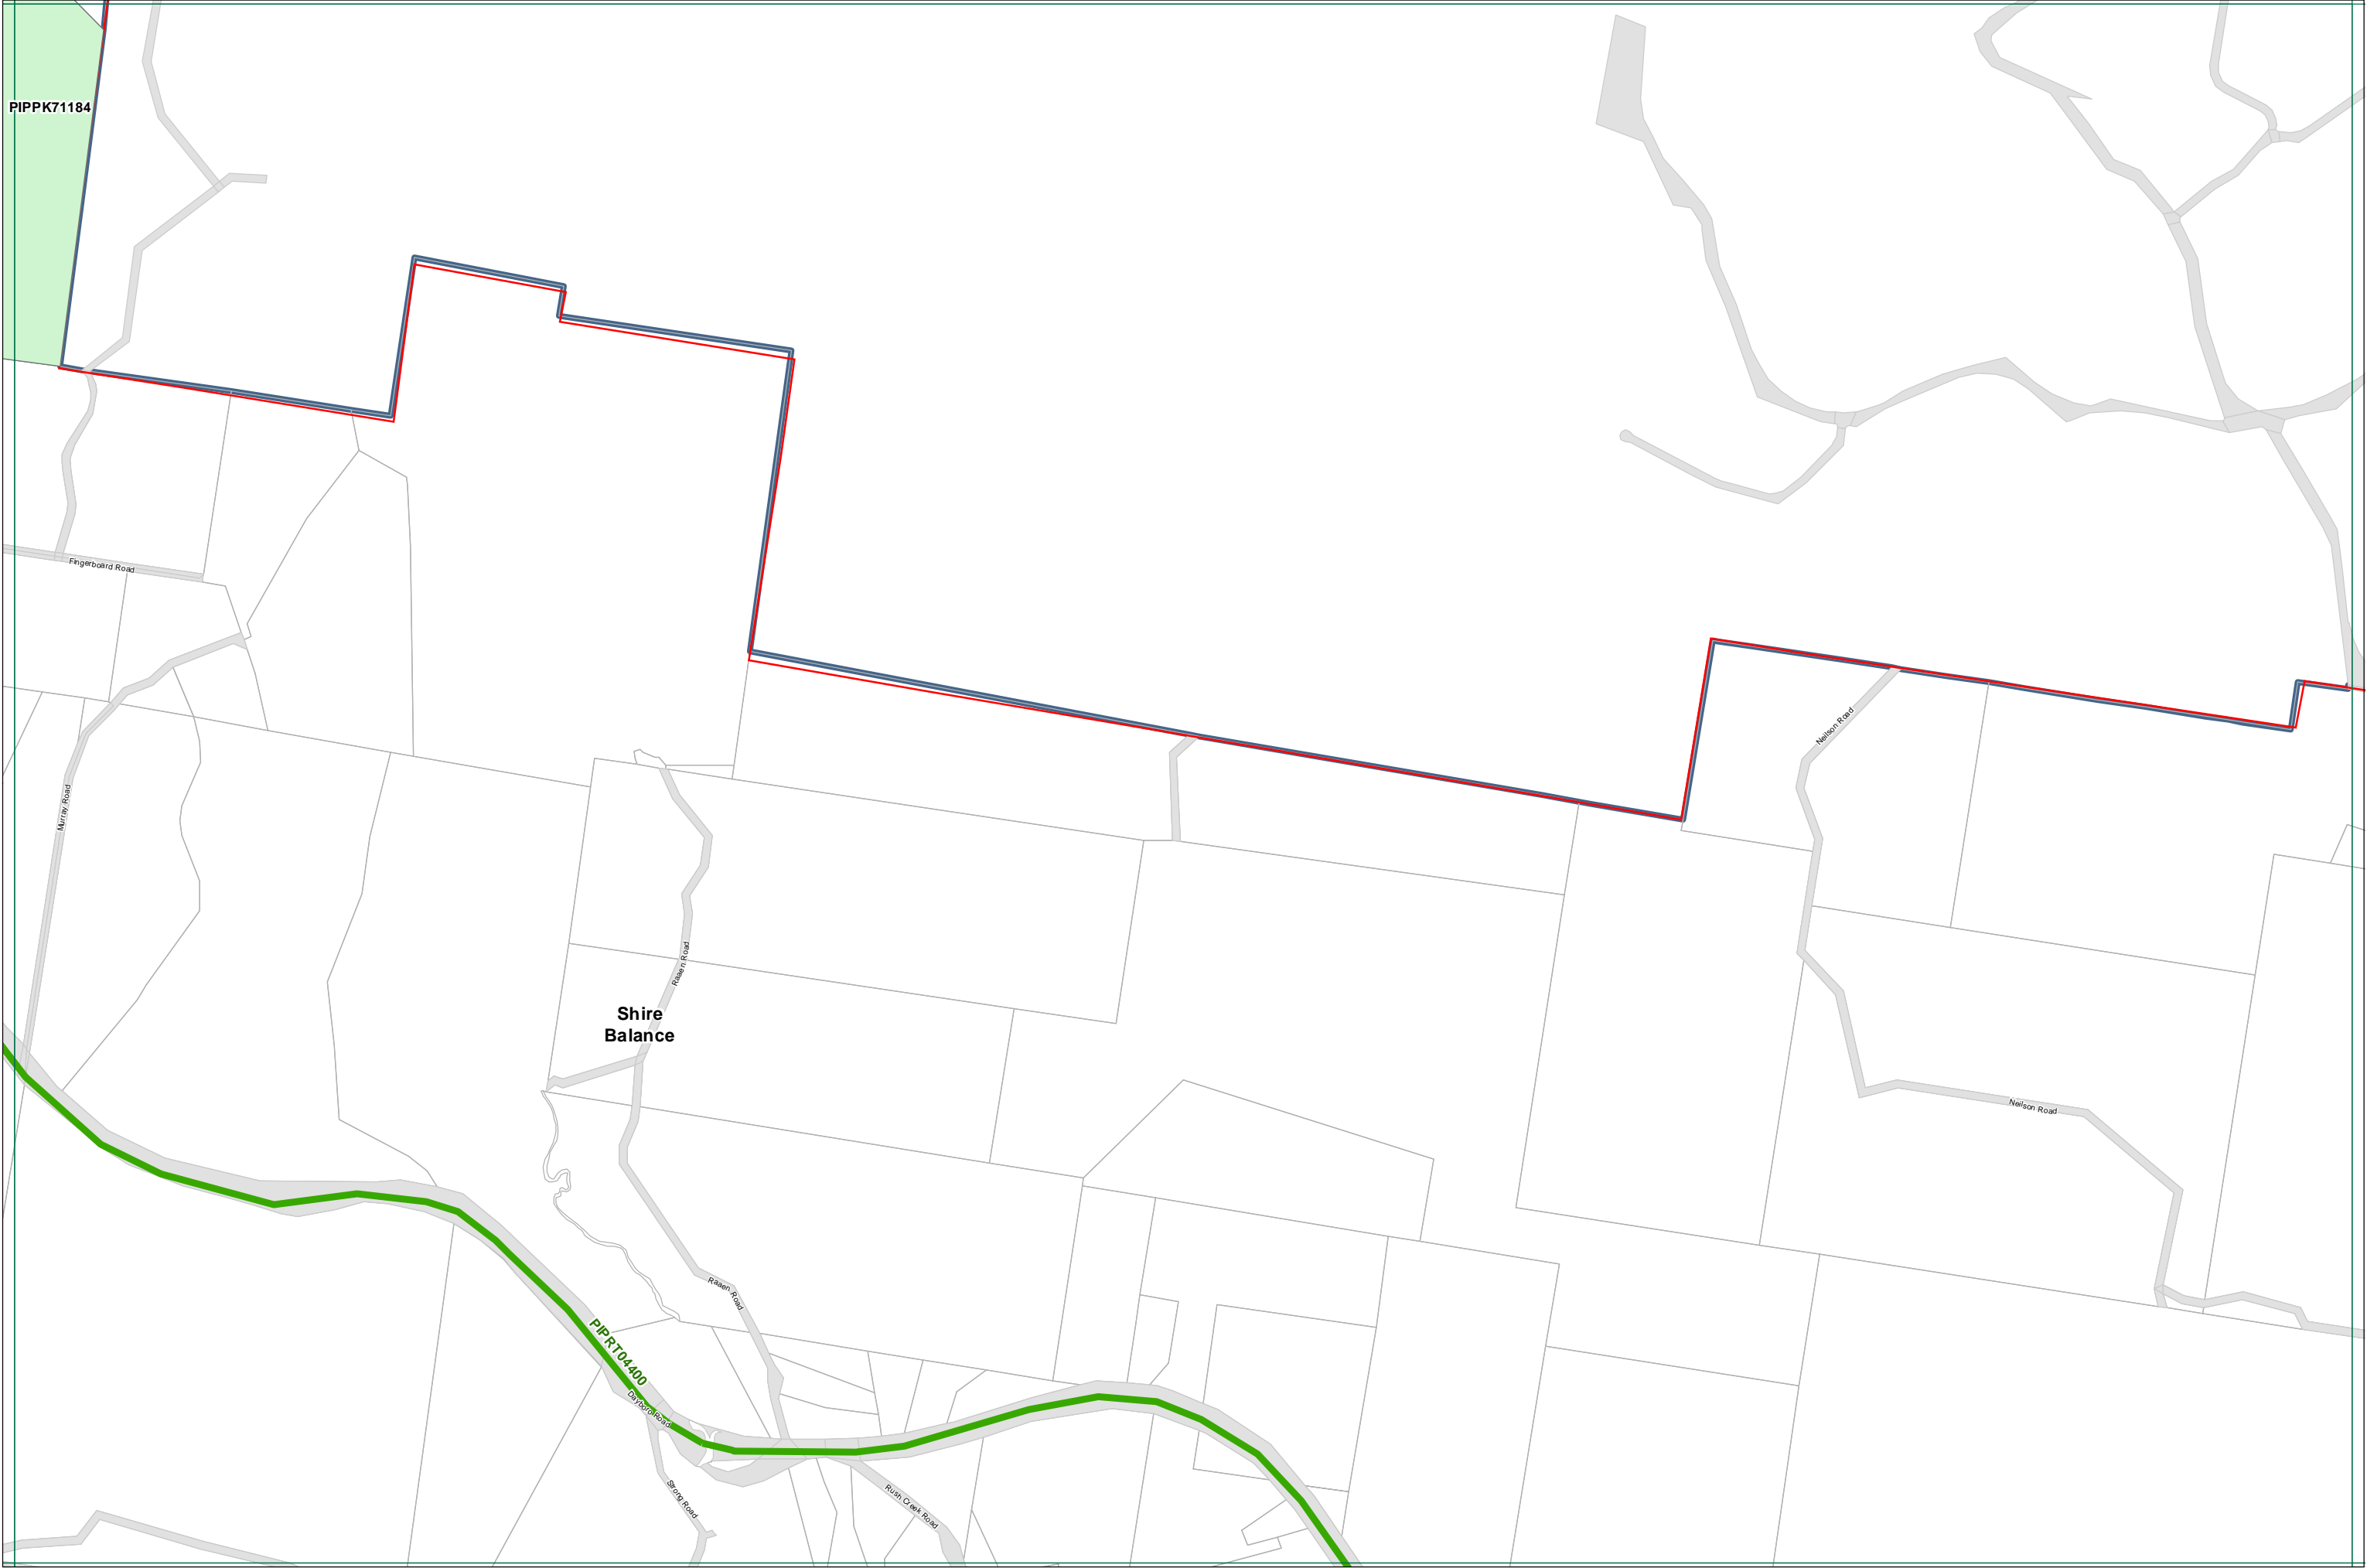 PIPPK71184
Fingerboard Road
Neilson Road
Murray Road
Raaen Road
Shire
Balance
Neilson Road
Raaen Road
PIPRT04400
Dayboro Road
Strong Road
Rush Creek Road